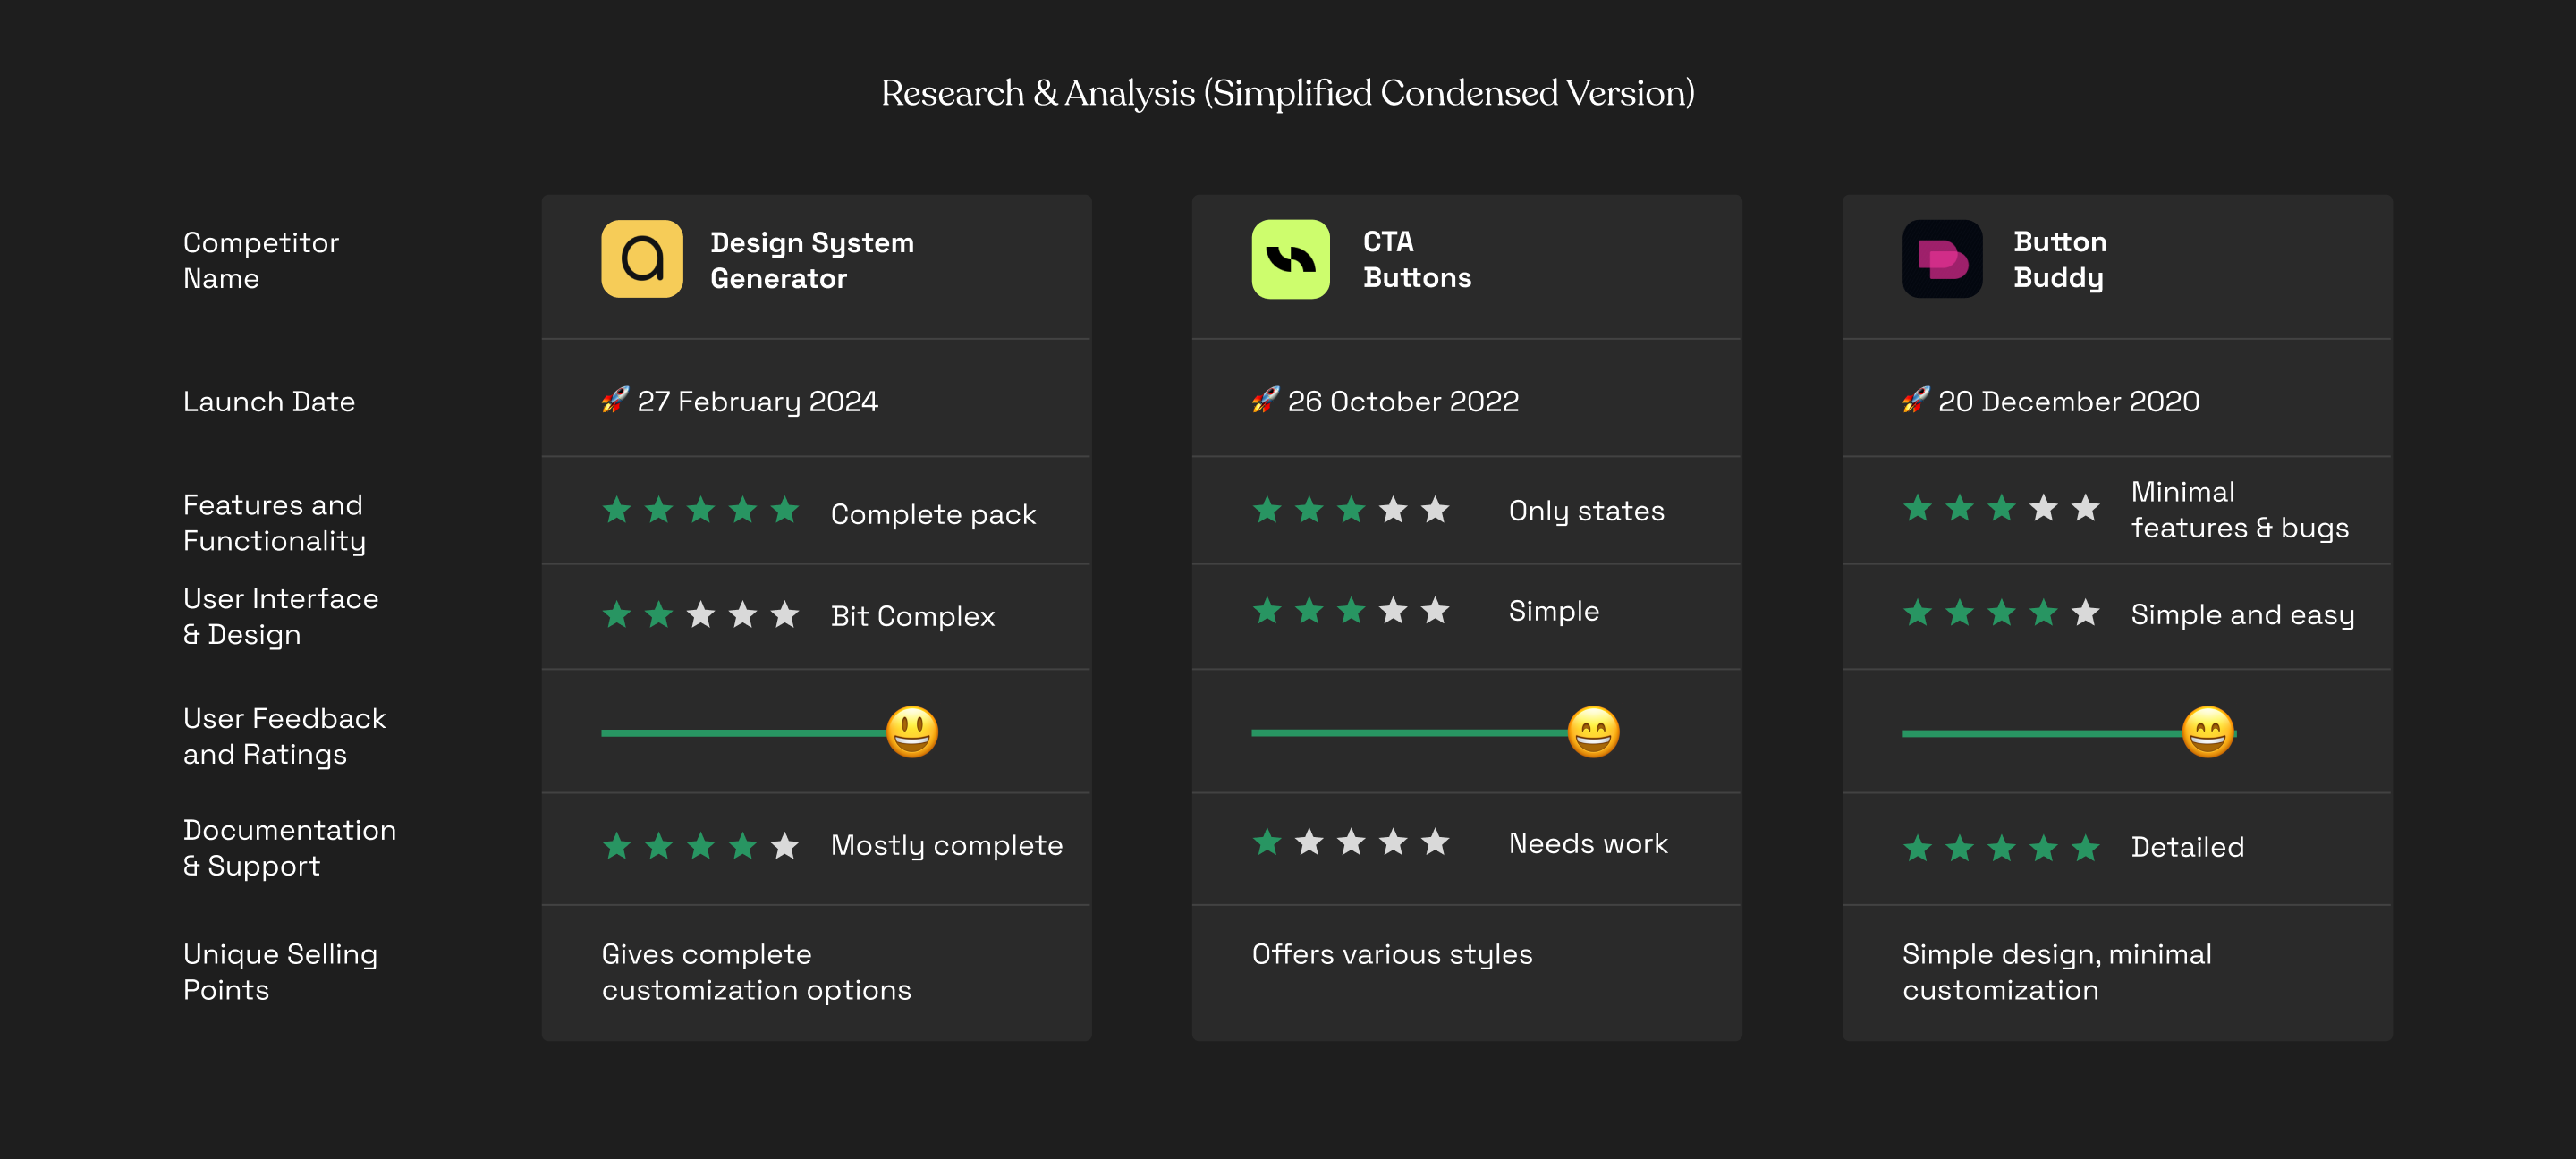 Research & Analysis (Simplified Condensed Version)
Competitor
Name
Design System
Generator
CTA
Buttons
Button
Buddy
Launch Date
🚀 27 February 2024
🚀 26 October 2022
🚀 20 December 2020
Features and
Functionality
Complete pack
Only states
Minimal
features & bugs
User Interface
& Design
Bit Complex
Simple
Simple and easy
User Feedback
and Ratings
Documentation
& Support
Mostly complete
Needs work
Detailed
Unique Selling
Points
Gives complete
customization options
Offers various styles
Simple design, minimal
customization